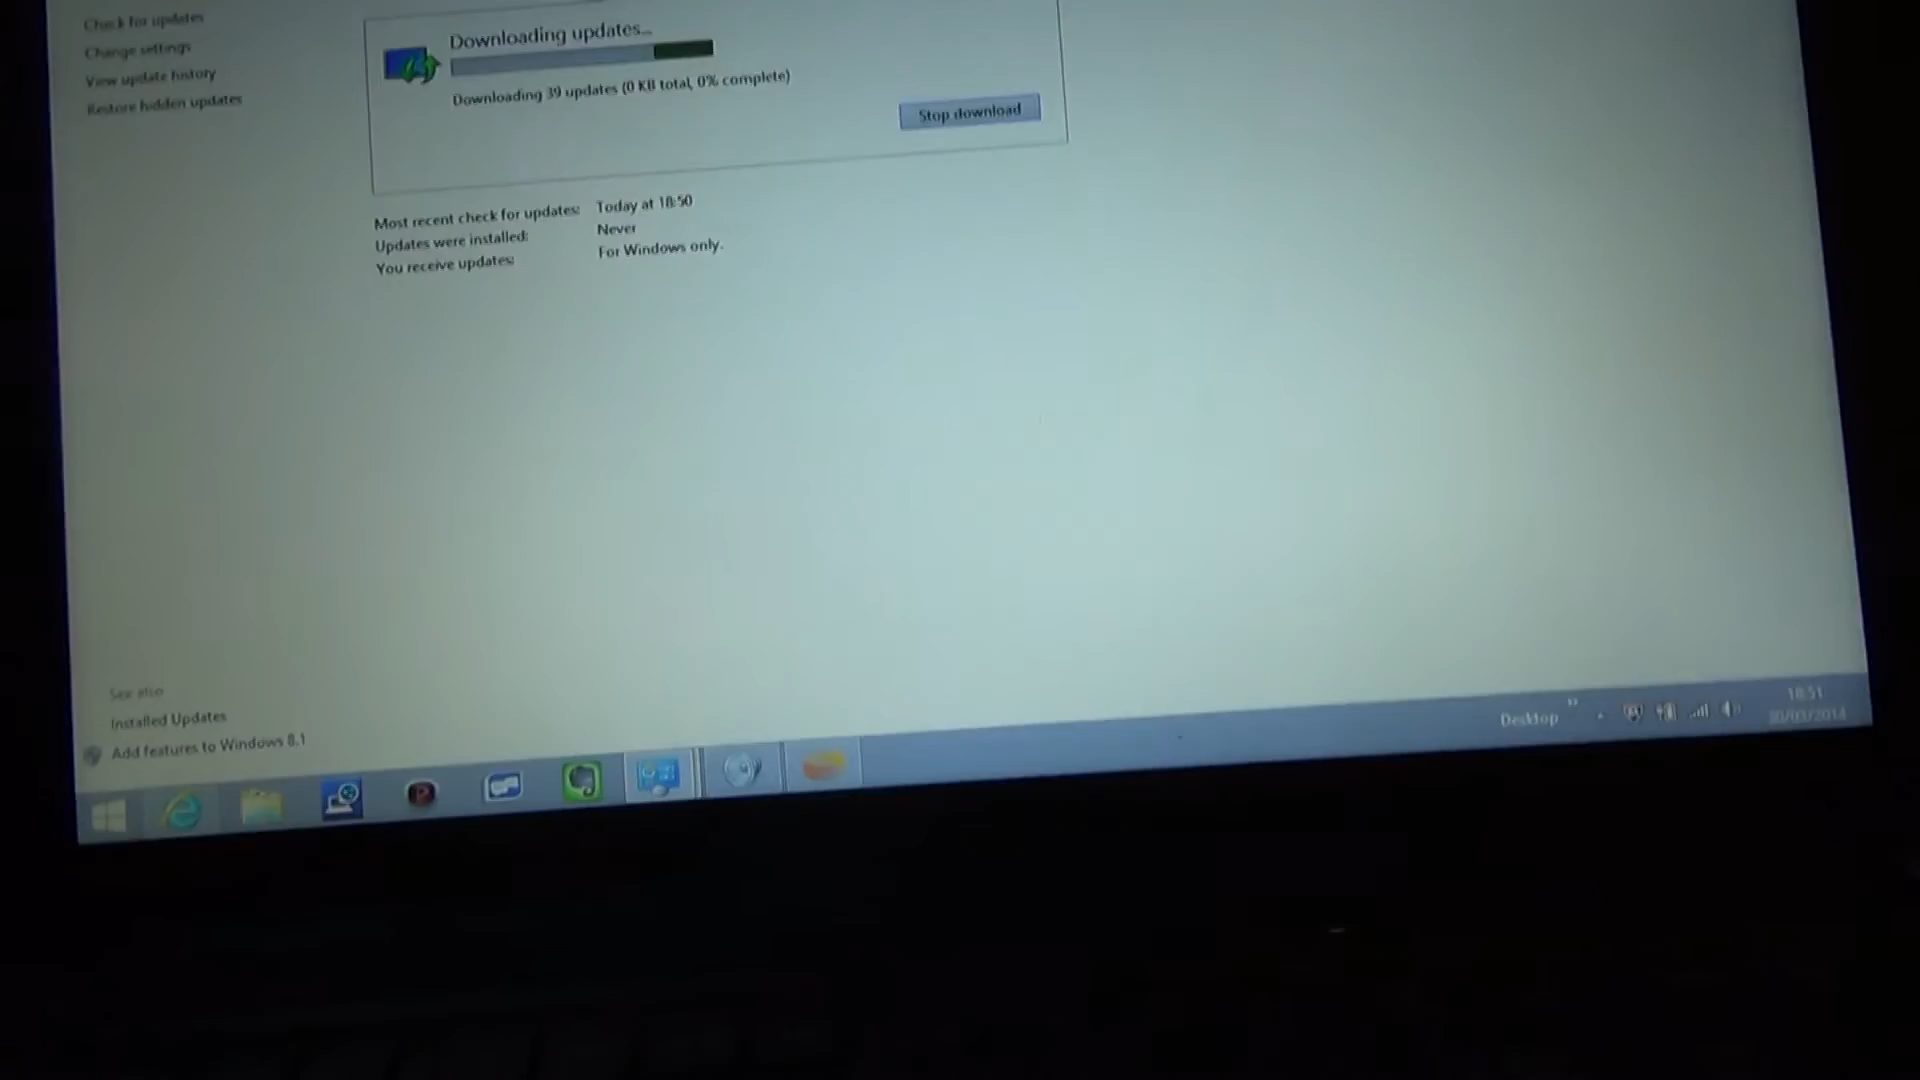 Check for updates
Change settings
View update history
Restore hidden updates
Downloading updates...
Downloading 39 updates (0 KB total, 0% complete)
Stop download
Most recent check for updates: Today at 18:50
Updates were installed: Never
You receive updates: For Windows only.
See also
Installed Updates
Add features to Windows 8.1
Desktop
18:51
30/03/2014